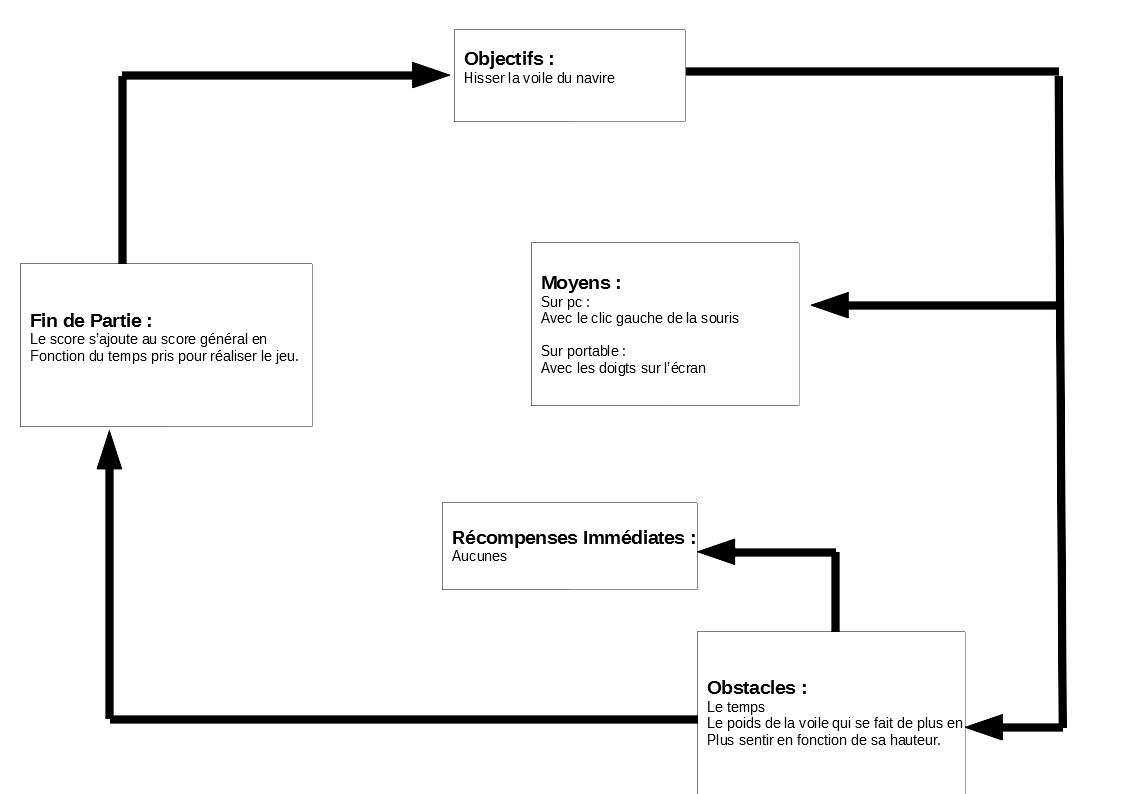 Objectifs :
Hisser la voile du navire
Moyens :
Sur pc :
Avec le clic gauche de la souris
Sur portable :
Avec les doigts sur l'écran
Fin de Partie :
Le score s'ajoute au score général en
Fonction du temps pris pour réaliser le jeu.
Récompenses Immédiates :
Aucunes
Obstacles :
Le temps
Le poids de la voile qui se fait de plus en
Plus sentir en fonction de sa hauteur.